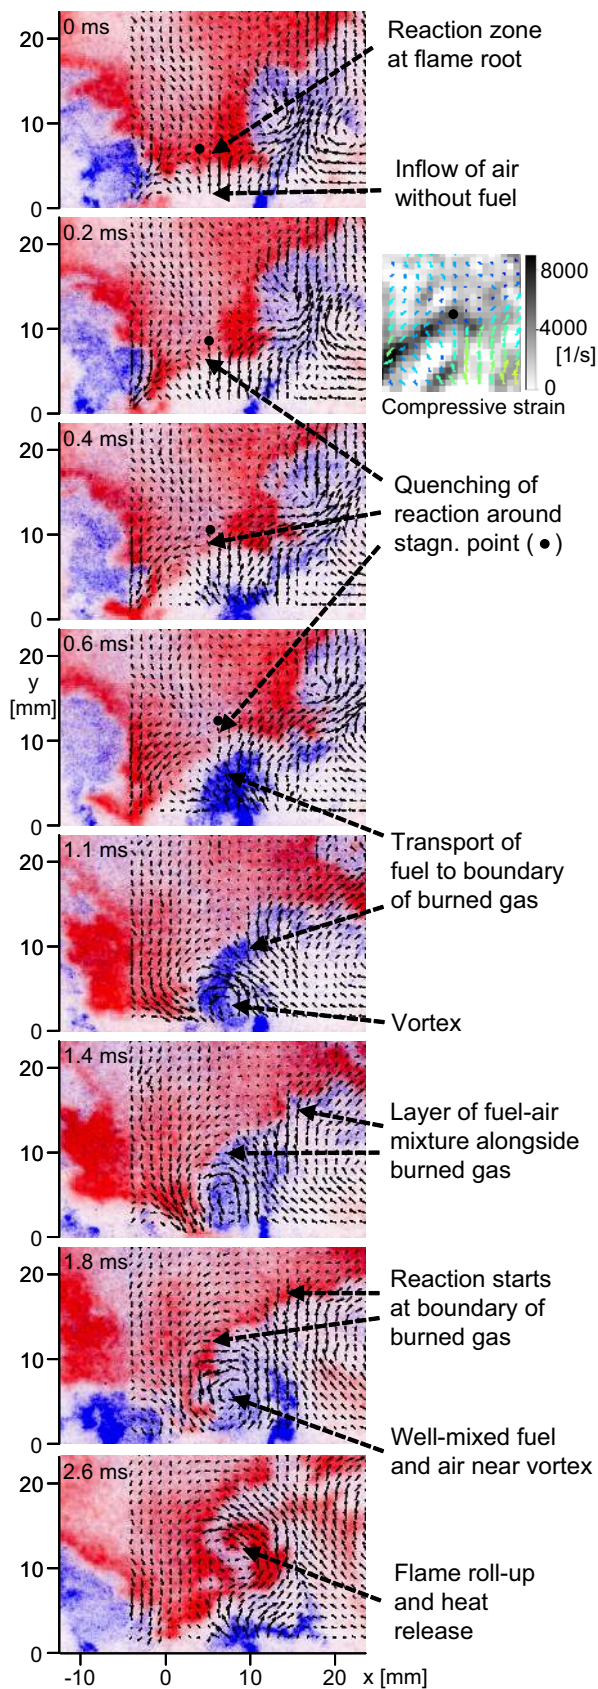 0 ms
Reaction zone
at flame root
10
Inflow of air
without fuel
0
0.2 ms
20
10
0
8000
4000
[1/s]
0
Compressive strain
0.4 ms
20
10
0
Quenching of
reaction around
stagn. point ( ● )
0.6 ms
20
y
[mm]
10
0
Transport of
fuel to boundary
of burned gas
1.1 ms
20
10
0
Vortex
1.4 ms
20
10
0
Layer of fuel-air
mixture alongside
burned gas
1.8 ms
20
10
0
Reaction starts
at boundary of
burned gas
Well-mixed fuel
and air near vortex
2.6 ms
20
10
0
Flame roll-up
and heat
release
-10 0 10 20 x [mm]
20